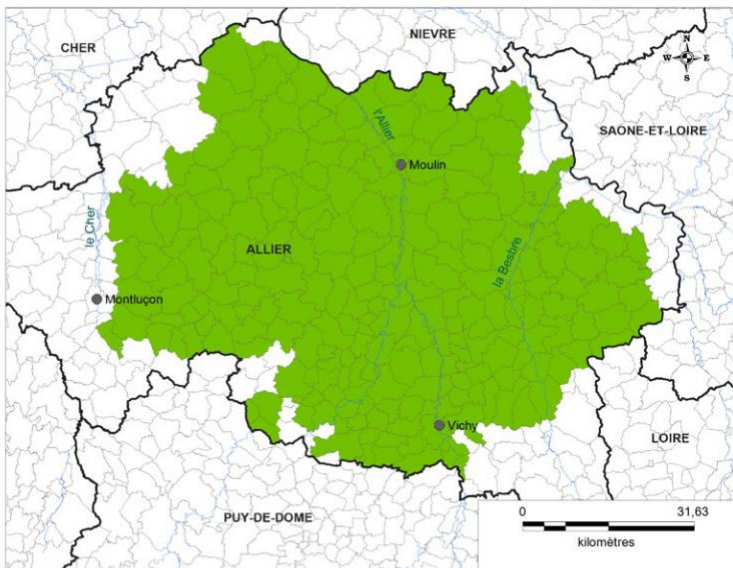 CHER
NIEVRE
N
W E
S
SAONE-ET-LOIRE
l'Allier
Moulin
le Cher
ALLIER
la Besbre
Montluçon
Vichy
LOIRE
PUY-DE-DOME
0 31,63
kilomètres